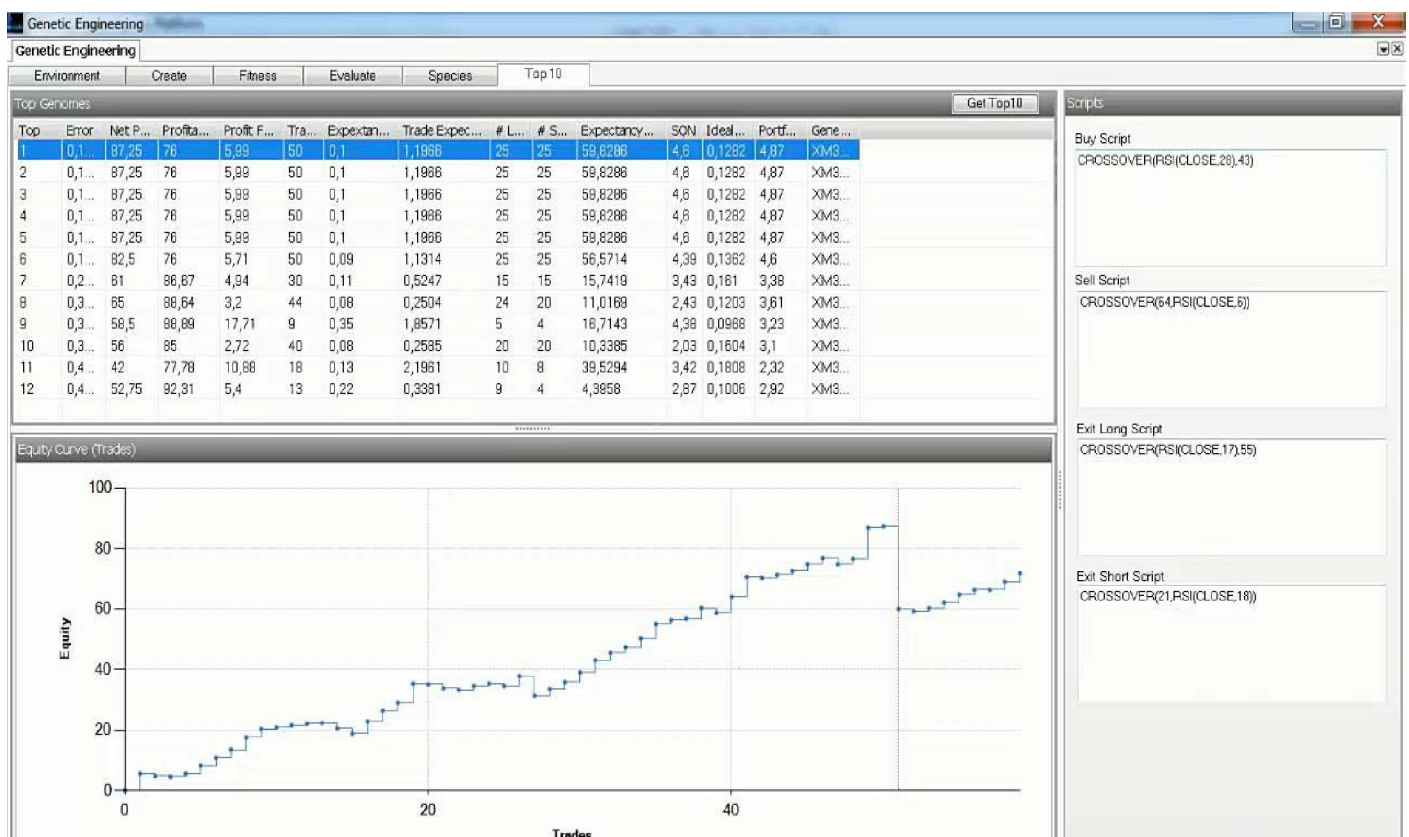 Genetic Engineering
Genetic Engineering
Environment Create Fitness Evaluate Species Top10
Top Genomes Get Top10
Top Error Net P... Profita... Profit F... Tra... Expextan... Trade Expec... # L... # S... Expectancy... SQN Ideal... Portf... Gene...
1 0,1... 87,25 76 5,99 50 0,1 1,1966 25 25 59,8286 4,6 0,1282 4,87 XM3...
2 0,1... 87,25 76 5,99 50 0,1 1,1966 25 25 59,8286 4,6 0,1282 4,87 XM3...
3 0,1... 87,25 76 5,99 50 0,1 1,1966 25 25 59,8286 4,6 0,1282 4,87 XM3...
4 0,1... 87,25 76 5,99 50 0,1 1,1966 25 25 59,8286 4,6 0,1282 4,87 XM3...
5 0,1... 87,25 76 5,99 50 0,1 1,1966 25 25 59,8286 4,6 0,1282 4,87 XM3...
6 0,1... 82,5 76 5,71 50 0,09 1,1314 25 25 56,5714 4,39 0,1362 4,6 XM3...
7 0,2... 61 86,67 4,94 30 0,11 0,5247 15 15 15,7419 3,43 0,161 3,38 XM3...
8 0,3... 65 88,64 3,2 44 0,08 0,2504 24 20 11,0169 2,43 0,1203 3,61 XM3...
9 0,3... 58,5 88,89 17,71 9 0,35 1,8571 5 4 16,7143 4,38 0,0968 3,23 XM3...
10 0,3... 56 85 2,72 40 0,08 0,2585 20 20 10,3385 2,03 0,1604 3,1 XM3...
11 0,4... 42 77,78 10,88 18 0,13 2,1961 10 8 39,5294 3,42 0,1808 2,32 XM3...
12 0,4... 52,75 92,31 5,4 13 0,22 0,3381 9 4 4,3958 2,87 0,1006 2,92 XM3...
Equity Curve (Trades)
100
80
60
40
20
0
Equity
0 20 40
Trades
Scripts
Buy Script
CROSSOVER(RSI(CLOSE,28),43)
Sell Script
CROSSOVER(64,RSI(CLOSE,6))
Exit Long Script
CROSSOVER(RSI(CLOSE,17),55)
Exit Short Script
CROSSOVER(21,RSI(CLOSE,18))